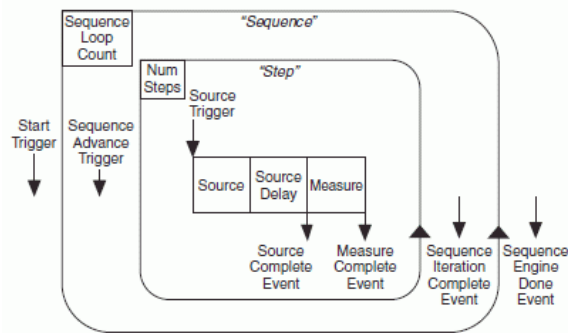 Sequence
Loop
Count
“Sequence”
Num
Steps
“Step”
Source
Trigger
Start
Trigger
Sequence
Advance
Trigger
Source
Source
Delay
Measure
Source
Complete
Event
Measure
Complete
Event
Sequence
Iteration
Complete
Event
Sequence
Engine
Done
Event